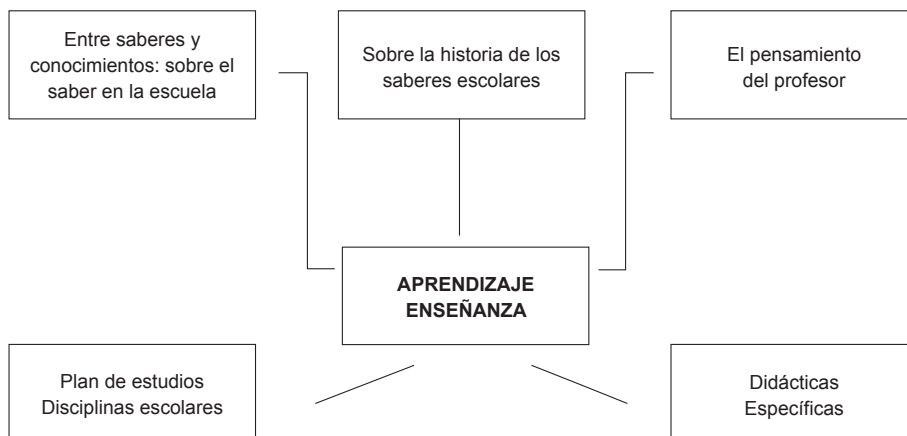 Entre saberes y
conocimientos: sobre el
saber en la escuela
Sobre la historia de los
saberes escolares
El pensamiento
del profesor
APRENDIZAJE
ENSEÑANZA
Plan de estudios
Disciplinas escolares
Didácticas
Específicas